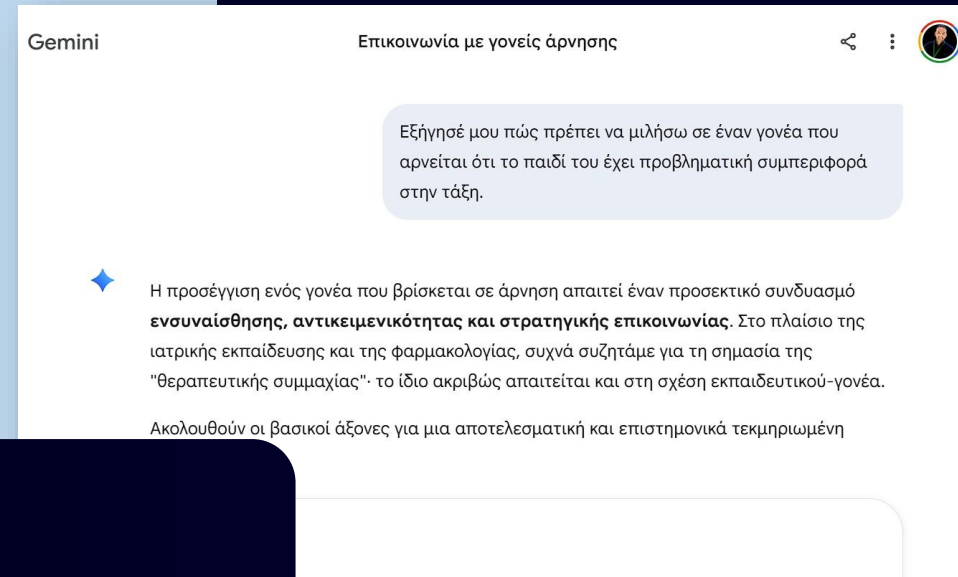 Gemini
Επικοινωνία με γονείς άρνησης
Εξήγησέ μου πώς πρέπει να μιλήσω σε έναν γονέα που
αρνείται ότι το παιδί του έχει προβληματική συμπεριφορά
στην τάξη.
Η προσέγγιση ενός γονέα που βρίσκεται σε άρνηση απαιτεί έναν προσεκτικό συνδυασμό
ενσυναίσθησης, αντικειμενικότητας και στρατηγικής επικοινωνίας. Στο πλαίσιο της
ιατρικής εκπαίδευσης και της φαρμακολογίας, συχνά συζητάμε για τη σημασία της
"θεραπευτικής συμμαχίας"· το ίδιο ακριβώς απαιτείται και στη σχέση εκπαιδευτικού-γονέα.
Ακολουθούν οι βασικοί άξονες για μια αποτελεσματική και επιστημονικά τεκμηριωμένη